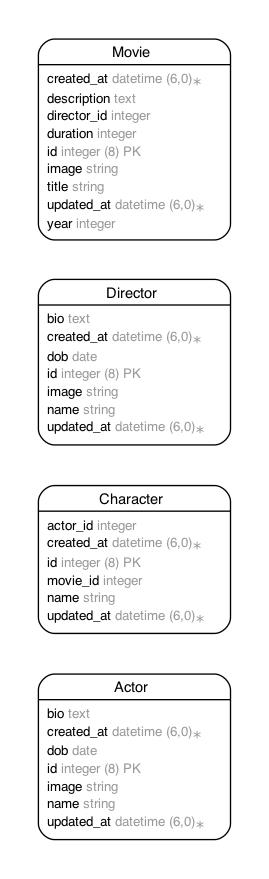 Movie
created_at datetime (6,0)*
description text
director_id integer
duration integer
id integer (8) PK
image string
title string
updated_at datetime (6,0)*
year integer
Director
bio text
created_at datetime (6,0)*
dob date
id integer (8) PK
image string
name string
updated_at datetime (6,0)*
Character
actor_id integer
created_at datetime (6,0)*
id integer (8) PK
movie_id integer
name string
updated_at datetime (6,0)*
Actor
bio text
created_at datetime (6,0)*
dob date
id integer (8) PK
image string
name string
updated_at datetime (6,0)*